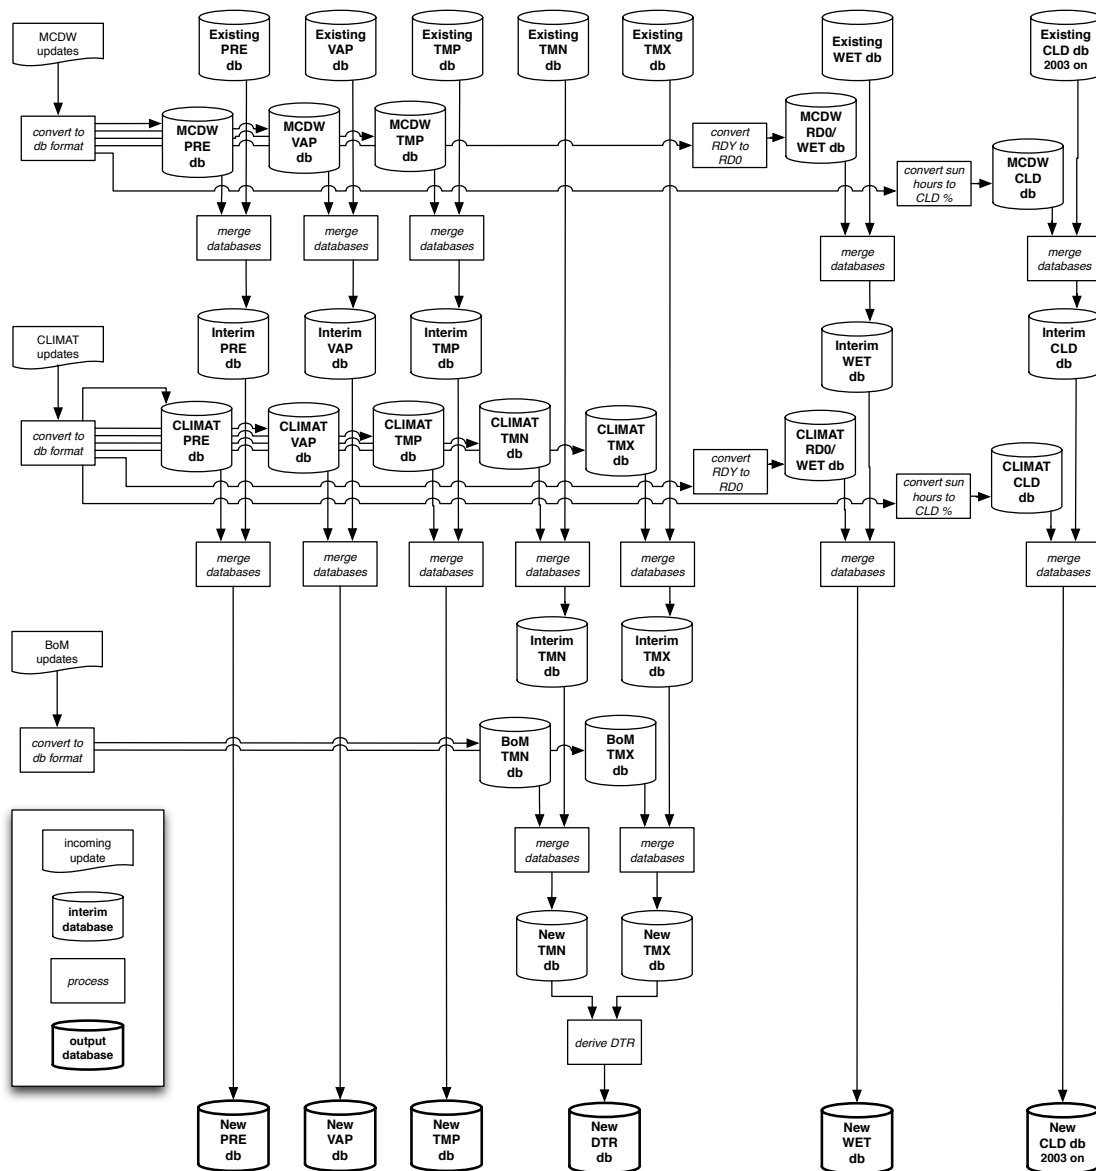 MCDW
updates
Existing
PRE
db
Existing
VAP
db
Existing
TMP
db
Existing
TMN
db
Existing
TMX
db
Existing
WET db
Existing
CLD db
2003 on
convert to
db format
MCDW
PRE
db
MCDW
VAP
db
MCDW
TMP
db
convert
RDY to
RD0
MCDW
RD0/
WET db
convert sun
hours to
CLD %
MCDW
CLD
db
merge
databases
merge
databases
merge
databases
merge
databases
merge
databases
CLIMAT
updates
Interim
PRE
db
Interim
VAP
db
Interim
TMP
db
Interim
WET
db
Interim
CLD
db
convert to
db format
CLIMAT
PRE
db
CLIMAT
VAP
db
CLIMAT
TMP
db
CLIMAT
TMN
db
CLIMAT
TMX
db
convert
RDY to
RD0
CLIMAT
RD0/
WET db
convert sun
hours to
CLD %
CLIMAT
CLD
db
merge
databases
merge
databases
merge
databases
merge
databases
merge
databases
merge
databases
merge
databases
BoM
updates
Interim
TMN
db
Interim
TMX
db
convert to
db format
BoM
TMN
db
BoM
TMX
db
merge
databases
merge
databases
New
TMN
db
New
TMX
db
derive DTR
incoming
update
interim
database
process
output
database
New
PRE
db
New
VAP
db
New
TMP
db
New
DTR
db
New
WET
db
New
CLD db
2003 on